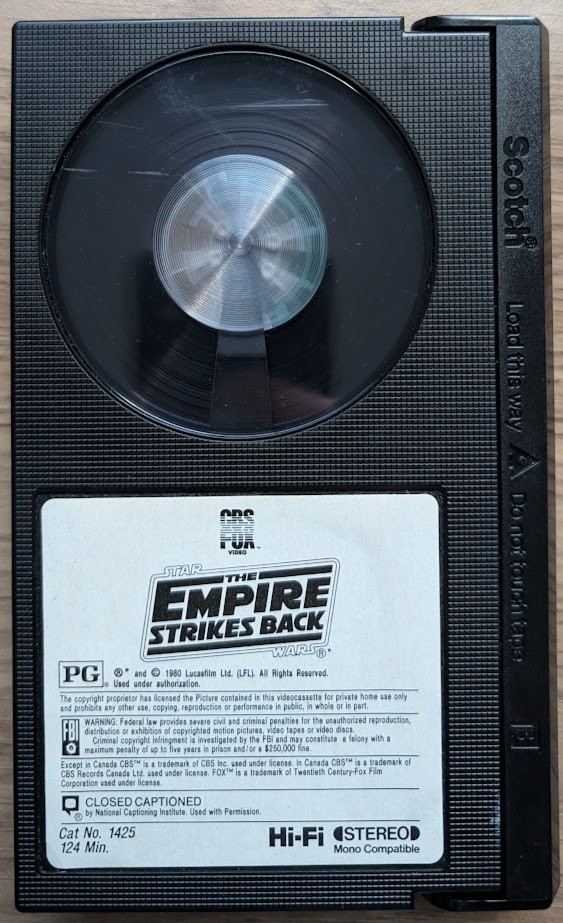 Scotch®
Load this way
Do not touch tape
β
CBS
FOX
VIDEO™
STAR
THE
EMPIRE
STRIKES BACK
WARS®*
PG® ®* and © 1980 Lucasfilm Ltd. (LFL). All Rights Reserved.
Used under authorization.
The copyright proprietor has licensed the Picture contained in this videocassette for private home use only
and prohibits any other use, copying, reproduction or performance in public, in whole or in part.
FBI
WARNING: Federal law provides severe civil and criminal penalties for the unauthorized reproduction,
distribution or exhibition of copyrighted motion pictures, video tapes or video discs.
Criminal copyright infringement is investigated by the FBI and may constitute a felony with a
maximum penalty of up to five years in prison and/or a $250,000 fine.
Except in Canada CBS™ is a trademark of CBS Inc. used under license. In Canada CBS™ is a trademark of
CBS Records Canada Ltd. used under license. FOX™ is a trademark of Twentieth Century-Fox Film
Corporation used under license.
CLOSED CAPTIONED
® by National Captioning Institute. Used with Permission.
Cat No. 1425
124 Min.
Hi-Fi STEREO
Mono Compatible